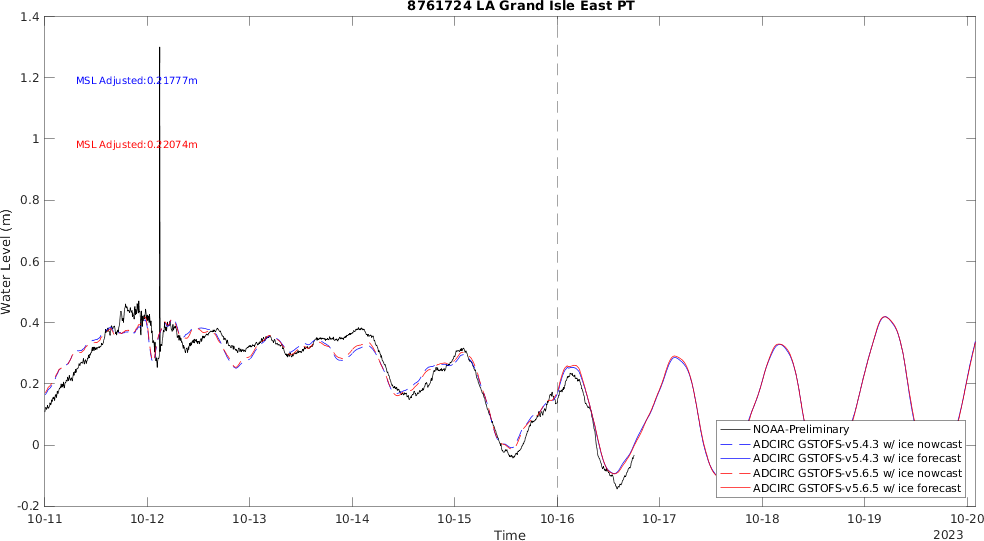 8761724 LA Grand Isle East PT
1.4
1.2
1
0.8
0.6
0.4
0.2
0
-0.2
Water Level (m)
MSL Adjusted:0.21777m
MSL Adjusted:0.22074m
NOAA-Preliminary
ADCIRC GSTOFS-v5.4.3 w/ ice nowcast
ADCIRC GSTOFS-v5.4.3 w/ ice forecast
ADCIRC GSTOFS-v5.6.5 w/ ice nowcast
ADCIRC GSTOFS-v5.6.5 w/ ice forecast
10-11 10-12 10-13 10-14 10-15 10-16 10-17 10-18 10-19 10-20
Time
2023